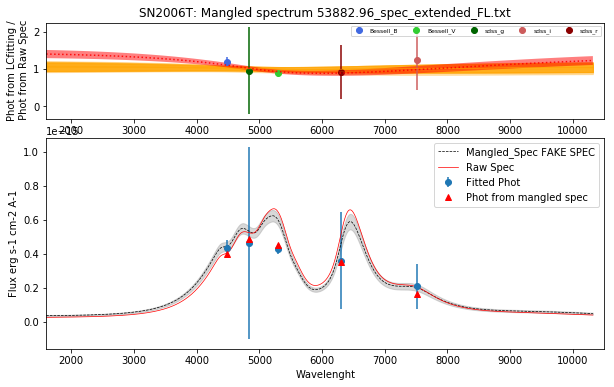 SN2006T: Mangled spectrum 53882.96_spec_extended_FL.txt
Phot from LCfitting /
Phot from Raw Spec
2
1
0
Bessell_B
Bessell_V
sdss_g
sdss_i
sdss_r
2000 3000 4000 5000 6000 7000 8000 9000 10000
1e−15
Flux erg s-1 cm-2 A-1
1.0
0.8
0.6
0.4
0.2
0.0
Mangled_Spec FAKE SPEC
Raw Spec
Fitted Phot
Phot from mangled spec
2000 3000 4000 5000 6000 7000 8000 9000 10000
Wavelenght